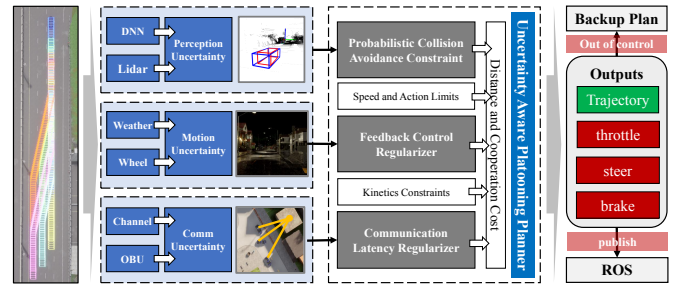 DNN
Lidar
Perception
Uncertainty
Weather
Wheel
Motion
Uncertainty
Channel
OBU
Comm
Uncertainty
Probabilistic Collision
Avoidance Constraint
Speed and Action Limits
Feedback Control
Regularizer
Kinetics Constraints
Communication
Latency Regularizer
Distance and Cooperation Cost
Uncertainty Aware Platooning Planner
Backup Plan
Out of control
Outputs
Trajectory
throttle
steer
brake
publish
ROS